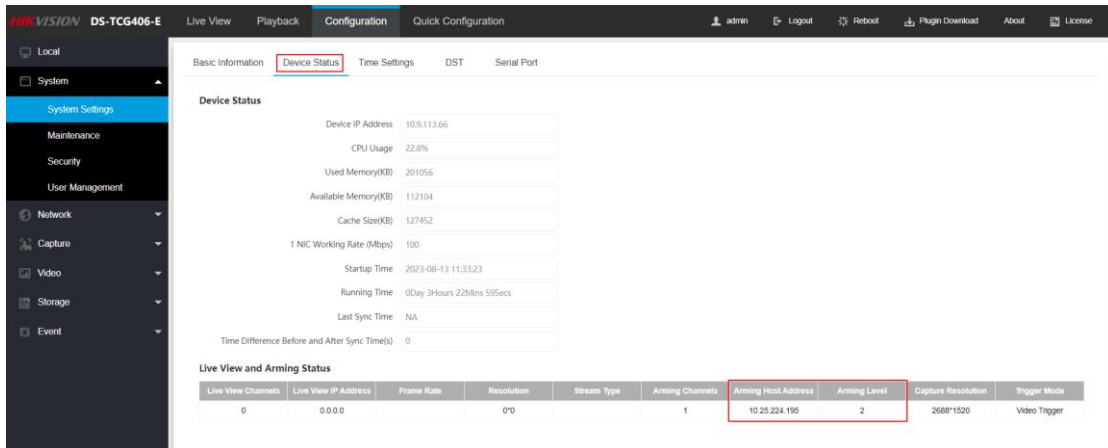 HIKVISION DS-TCG406-E Live View Playback Configuration Quick Configuration admin Logout Reboot Plugin Download About License
Local
System
System Settings
Maintenance
Security
User Management
Network
Capture
Video
Storage
Event
Basic Information Device Status Time Settings DST Serial Port
Device Status
Device IP Address 10.9.113.66
CPU Usage 22.8%
Used Memory(KB) 201056
Available Memory(KB) 112104
Cache Size(KB) 127452
1 NIC Working Rate (Mbps) 100
Startup Time 2023-08-13 11:33:23
Running Time 0Day 3Hours 22Mins 59Secs
Last Sync Time NA
Time Difference Before and After Sync Time(s) 0
Live View and Arming Status
Live View Channels Live View IP Address Frame Rate Resolution Stream Type Arming Channels Arming Host Address Arming Level Capture Resolution Trigger Mode
0 0.0.0.0 0*0 1 10.25.224.195 2 2688*1520 Video Trigger